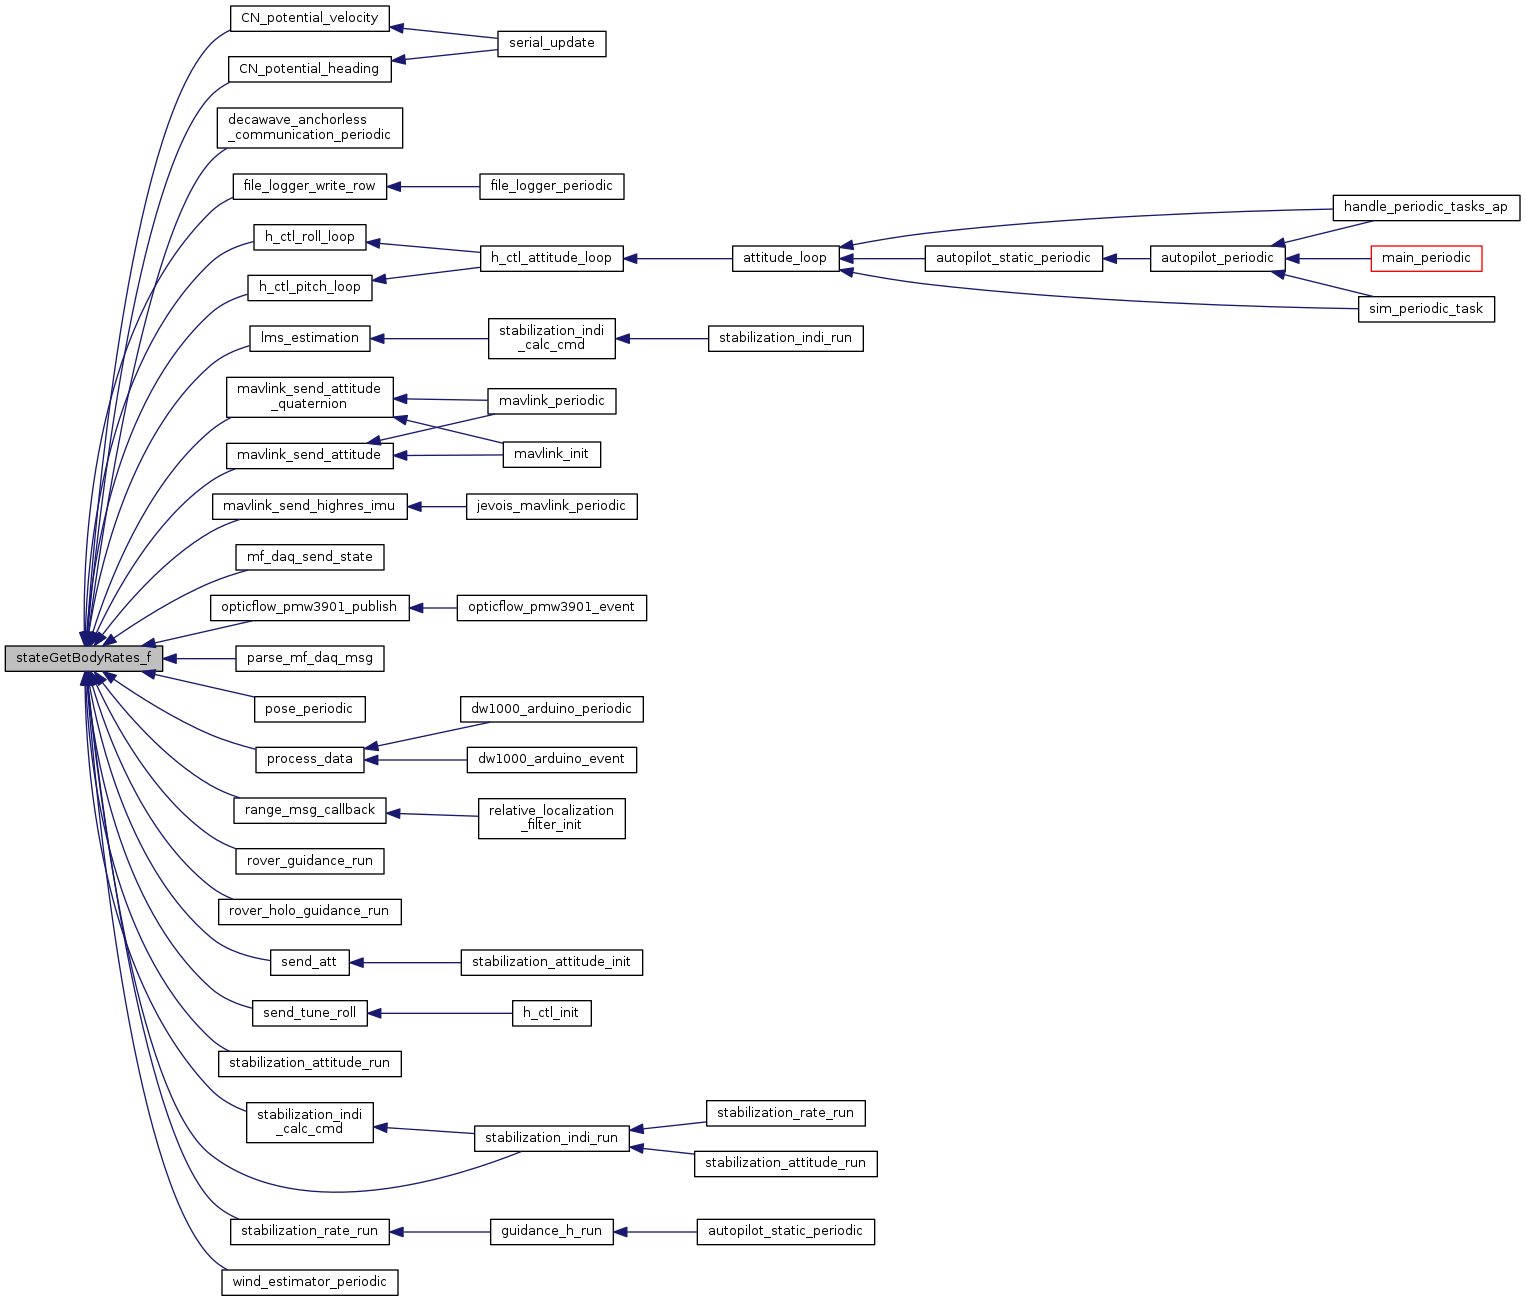 CN_potential_velocity
serial_update
CN_potential_heading
decawave_anchorless
_communication_periodic
file_logger_write_row
file_logger_periodic
handle_periodic_tasks_ap
h_ctl_roll_loop
h_ctl_attitude_loop
attitude_loop
autopilot_static_periodic
autopilot_periodic
main_periodic
h_ctl_pitch_loop
sim_periodic_task
lms_estimation
stabilization_indi
_calc_cmd
stabilization_indi_run
mavlink_send_attitude
_quaternion
mavlink_periodic
mavlink_send_attitude
mavlink_init
mavlink_send_highres_imu
jevois_mavlink_periodic
mf_daq_send_state
opticflow_pmw3901_publish
opticflow_pmw3901_event
stateGetBodyRates_f
parse_mf_daq_msg
pose_periodic
dw1000_arduino_periodic
process_data
dw1000_arduino_event
range_msg_callback
relative_localization
_filter_init
rover_guidance_run
rover_holo_guidance_run
send_att
stabilization_attitude_init
send_tune_roll
h_ctl_init
stabilization_attitude_run
stabilization_indi
_calc_cmd
stabilization_indi_run
stabilization_rate_run
stabilization_attitude_run
stabilization_rate_run
guidance_h_run
autopilot_static_periodic
wind_estimator_periodic